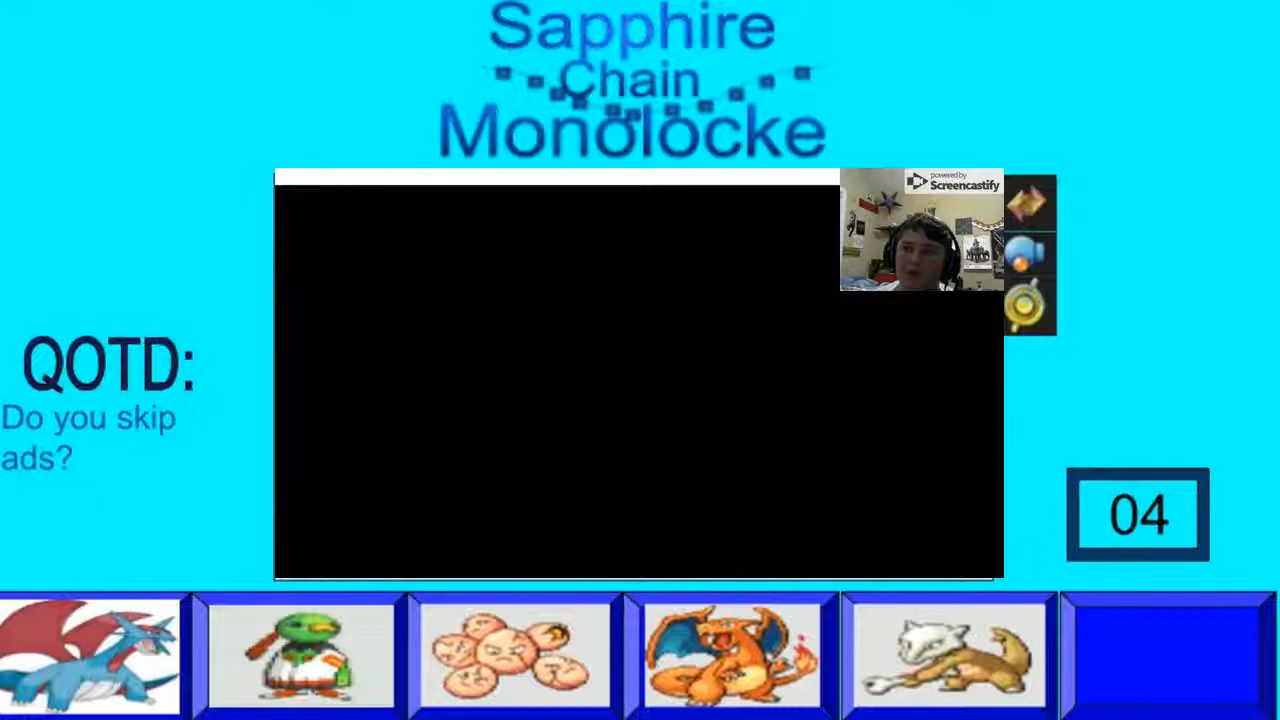 Sapphire
Chain
Monolocke
powered by
Screencastify
QOTD:
Do you skip
ads?
04